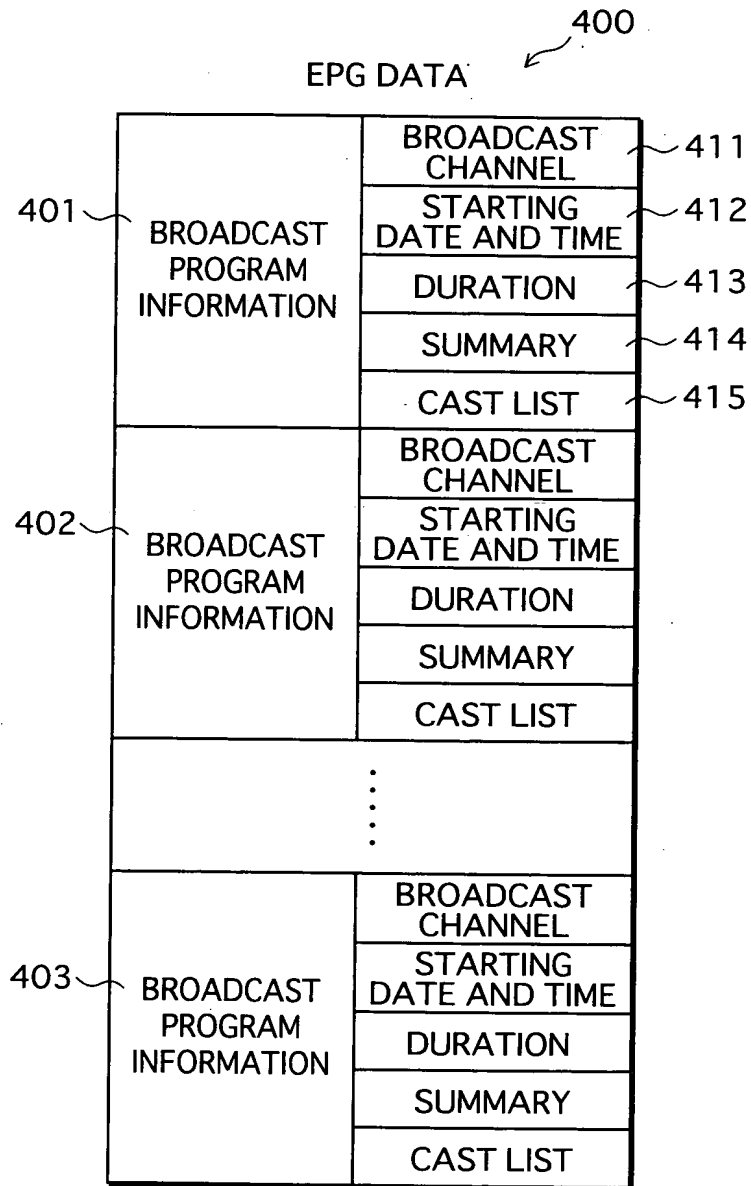 400
EPG DATA
401
BROADCAST
PROGRAM
INFORMATION
BROADCAST
CHANNEL
411
STARTING
DATE AND TIME
412
DURATION
413
SUMMARY
414
CAST LIST
415
402
BROADCAST
PROGRAM
INFORMATION
BROADCAST
CHANNEL
STARTING
DATE AND TIME
DURATION
SUMMARY
CAST LIST
403
BROADCAST
PROGRAM
INFORMATION
BROADCAST
CHANNEL
STARTING
DATE AND TIME
DURATION
SUMMARY
CAST LIST